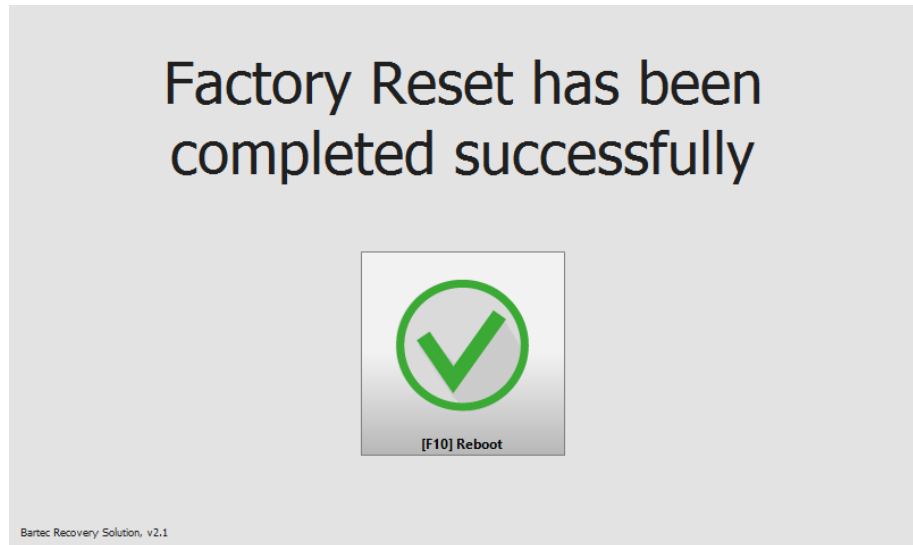 Factory Reset has been
completed successfully
[F10] Reboot
Bartec Recovery Solution, v2.1